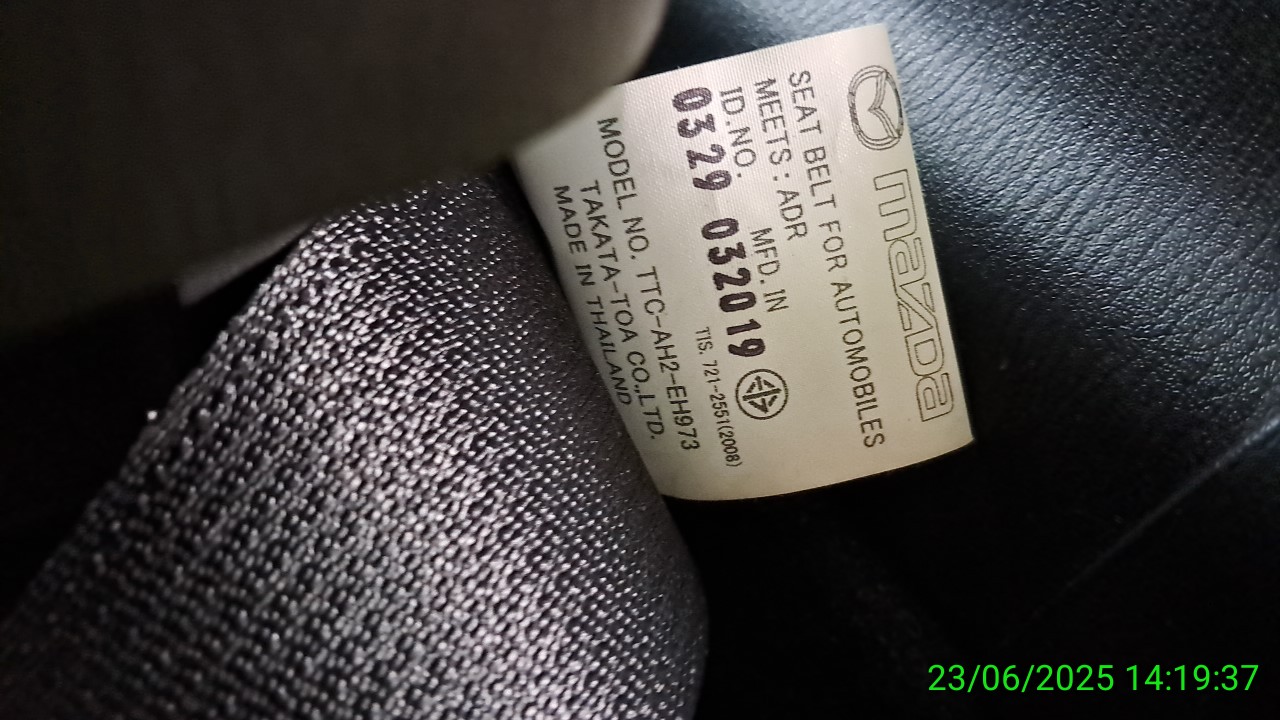 mazda
SEAT BELT FOR AUTOMOBILES
MEETS : ADR
ID.NO. MFD. IN
0329 032019
TIS. 721-2551(2008)
MODEL NO. TTC-AH2-EH973
TAKATA-TOA CO.,LTD.
MADE IN THAILAND
23/06/2025 14:19:37